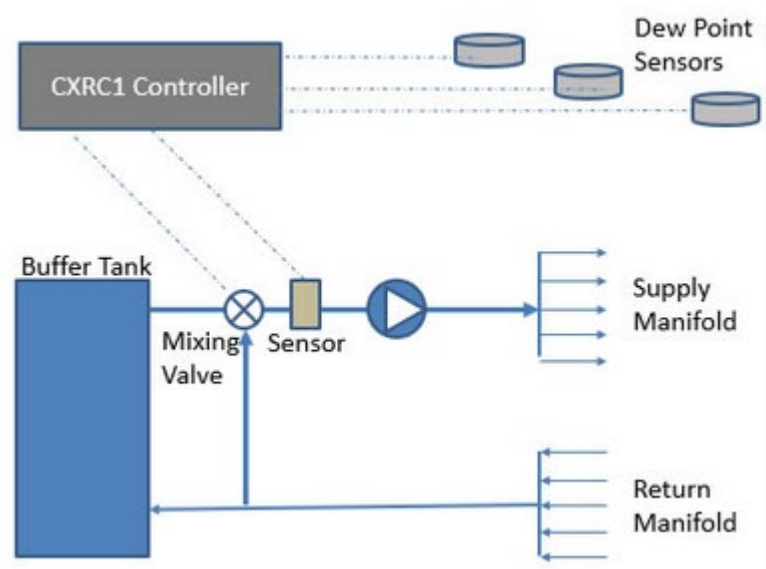 Dew Point
Sensors
CXRC1 Controller
Buffer Tank
Mixing
Valve
Sensor
Supply
Manifold
Return
Manifold